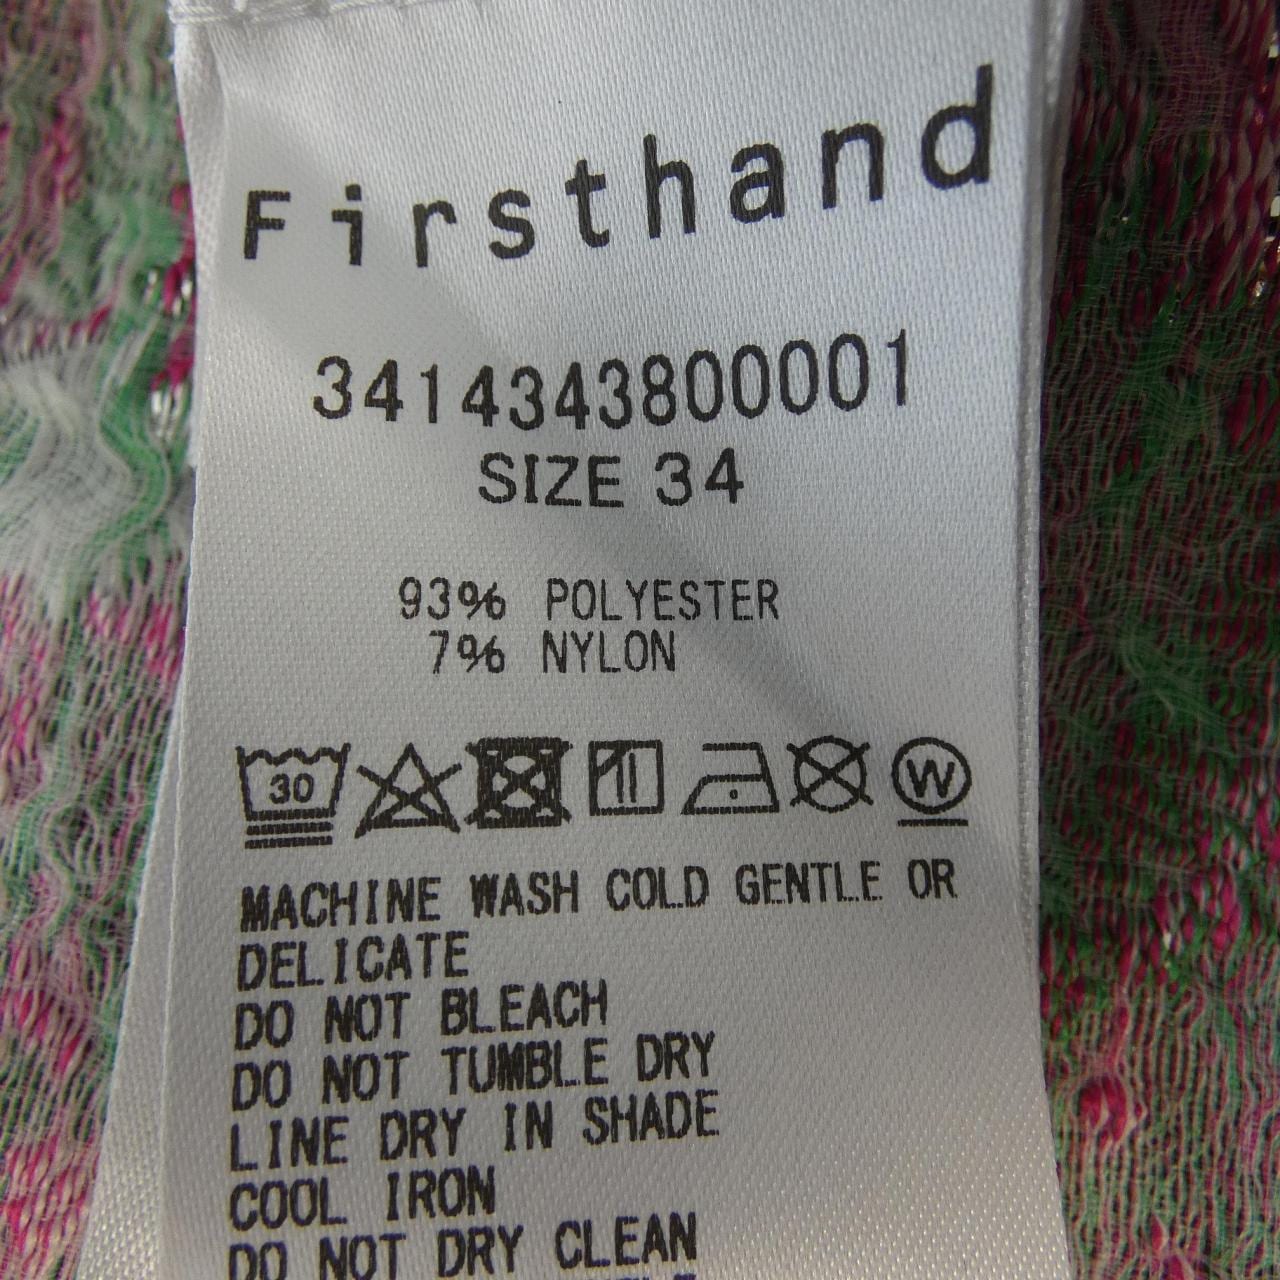 Firsthand
3414343800001
SIZE 34
93% POLYESTER
7% NYLON
30 W
MACHINE WASH COLD GENTLE OR
DELICATE
DO NOT BLEACH
DO NOT TUMBLE DRY
LINE DRY IN SHADE
COOL IRON
DO NOT DRY CLEAN